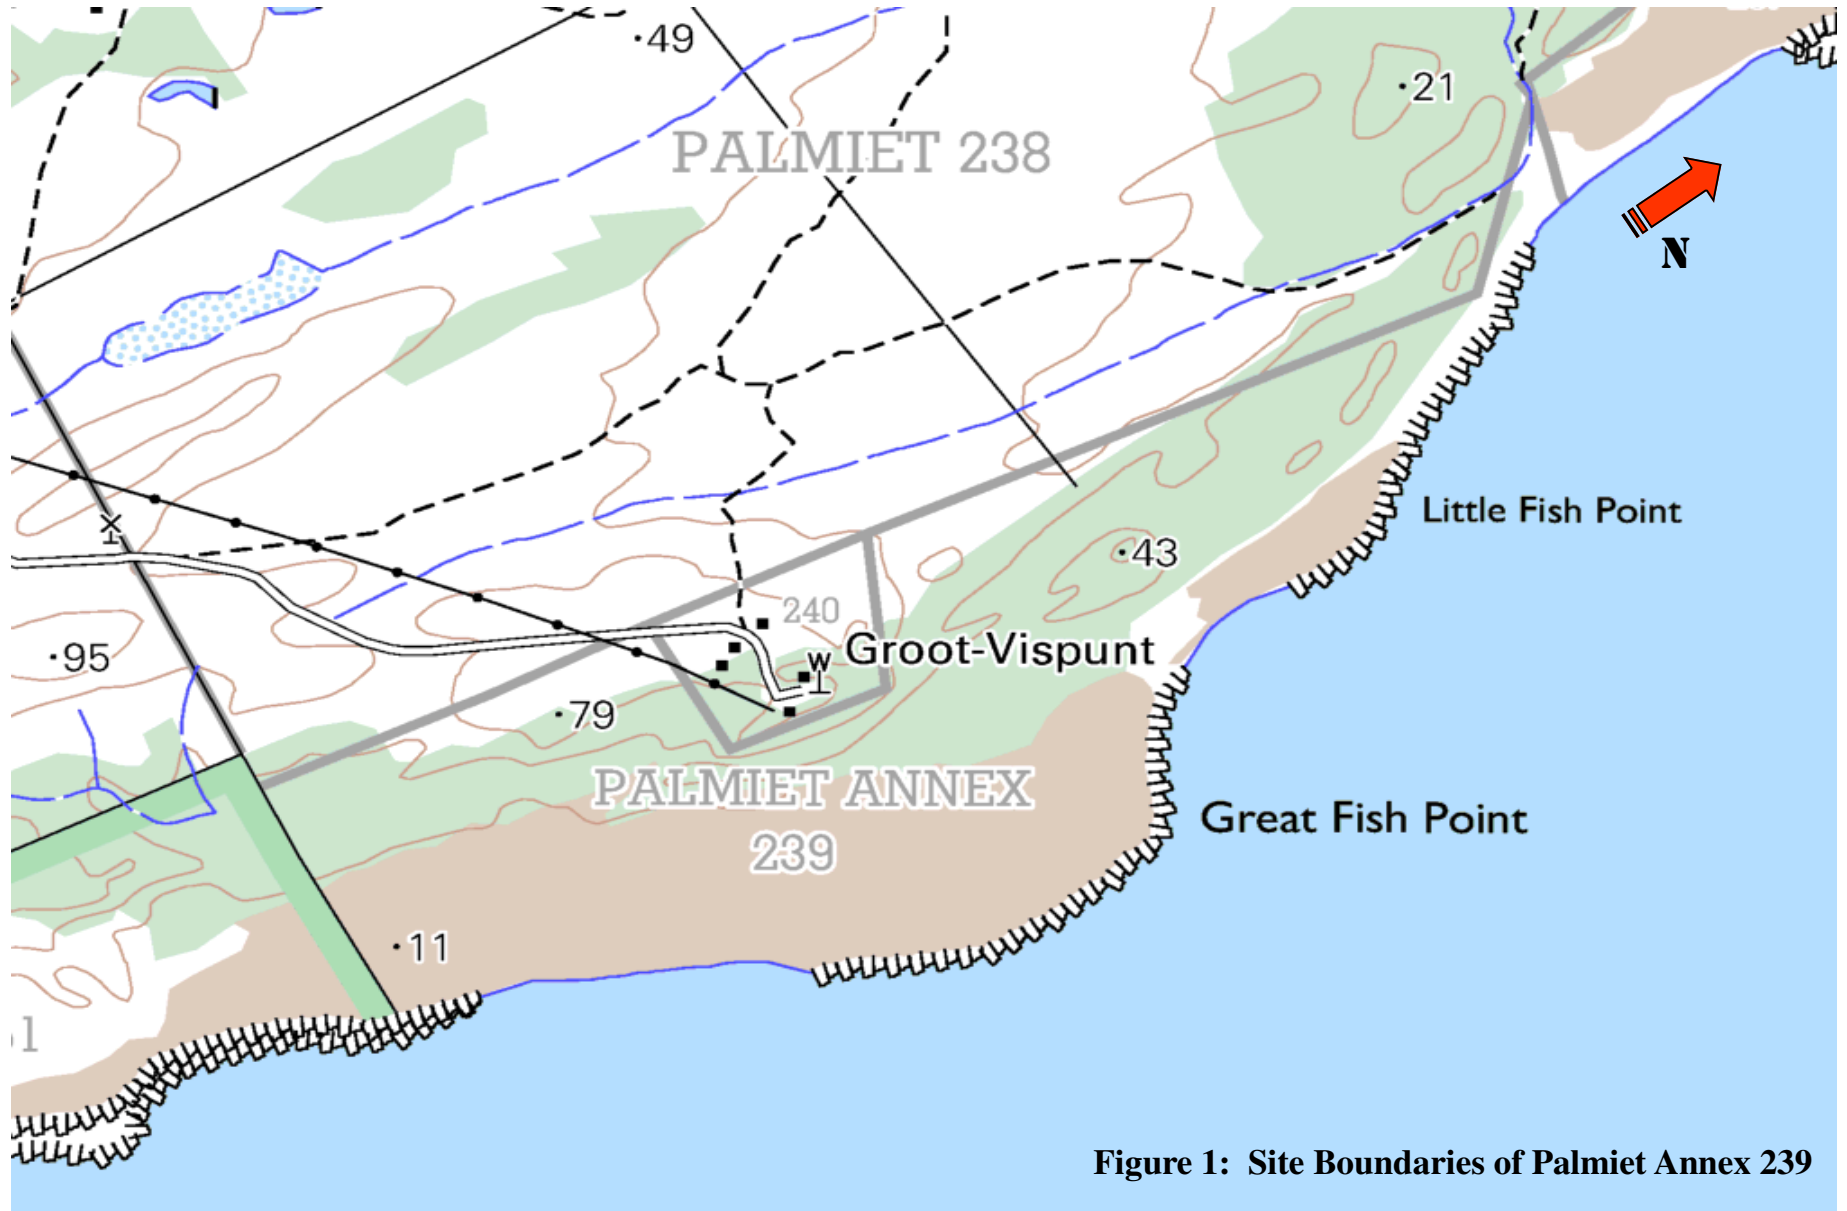 49
21
PALMIET 238
N
Little Fish Point
43
240
95
Groot-Vispunt
W
79
PALMIET ANNEX
239
Great Fish Point
11
Figure 1: Site Boundaries of Palmiet Annex 239